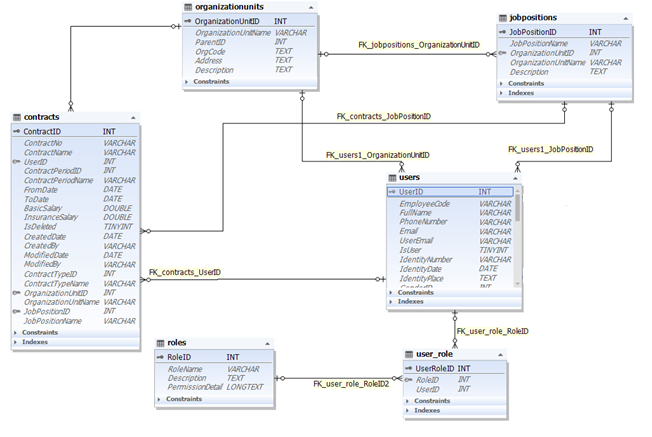 organizationunits
OrganizationUnitID INT
OrganizationUnitName VARCHAR
ParentID INT
OrgCode TEXT
Address TEXT
Description TEXT
Constraints
jobpositions
JobPositionID INT
JobPositionName VARCHAR
OrganizationUnitID INT
OrganizationUnitName VARCHAR
Description TEXT
Constraints
Indexes
FK_jobpositions_OrganizationUnitID
FK_contracts_JobPositionID
FK_users1_OrganizationUnitID
FK_users1_JobPositionID
contracts
ContractID INT
ContractNo VARCHAR
ContractName VARCHAR
UserID INT
ContractPeriodID INT
ContractPeriodName VARCHAR
FromDate DATE
ToDate DATE
BasicSalary DOUBLE
InsuranceSalary DOUBLE
IsDeleted TINYINT
CreatedDate DATE
CreatedBy VARCHAR
ModifiedDate DATE
ModifiedBy VARCHAR
ContractTypeID INT
ContractTypeName VARCHAR
OrganizationUnitID INT
OrganizationUnitName VARCHAR
JobPositionID INT
JobPositionName VARCHAR
Constraints
Indexes
users
UserID INT
EmployeeCode VARCHAR
FullName VARCHAR
PhoneNumber VARCHAR
Email VARCHAR
UserEmail VARCHAR
IsUser TINYINT
IdentityNumber VARCHAR
IdentityDate DATE
IdentityPlace TEXT
GenderID INT
Constraints
Indexes
FK_contracts_UserID
FK_user_role_RoleID
roles
RoleID INT
RoleName VARCHAR
Description TEXT
PermissionDetail LONGTEXT
Constraints
FK_user_role_RoleID2
user_role
UserRoleID INT
RoleID INT
UserID INT
Constraints
Indexes